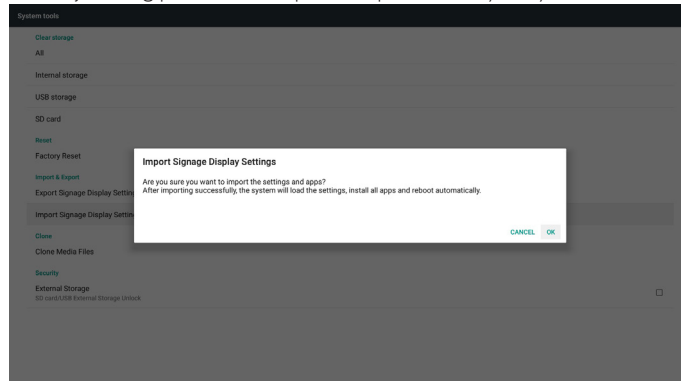 System tools
Clear storage
All
Internal storage
USB storage
SD card
Reset
Factory Reset
Import & Export
Export Signage Display Settin
Import Signage Display Settin
Clone
Clone Media Files
Security
External Storage
SD card/USB External Storage Unlock
Import Signage Display Settings
Are you sure you want to import the settings and apps?
After importing successfully, the system will load the settings, install all apps and reboot automatically.
CANCEL OK